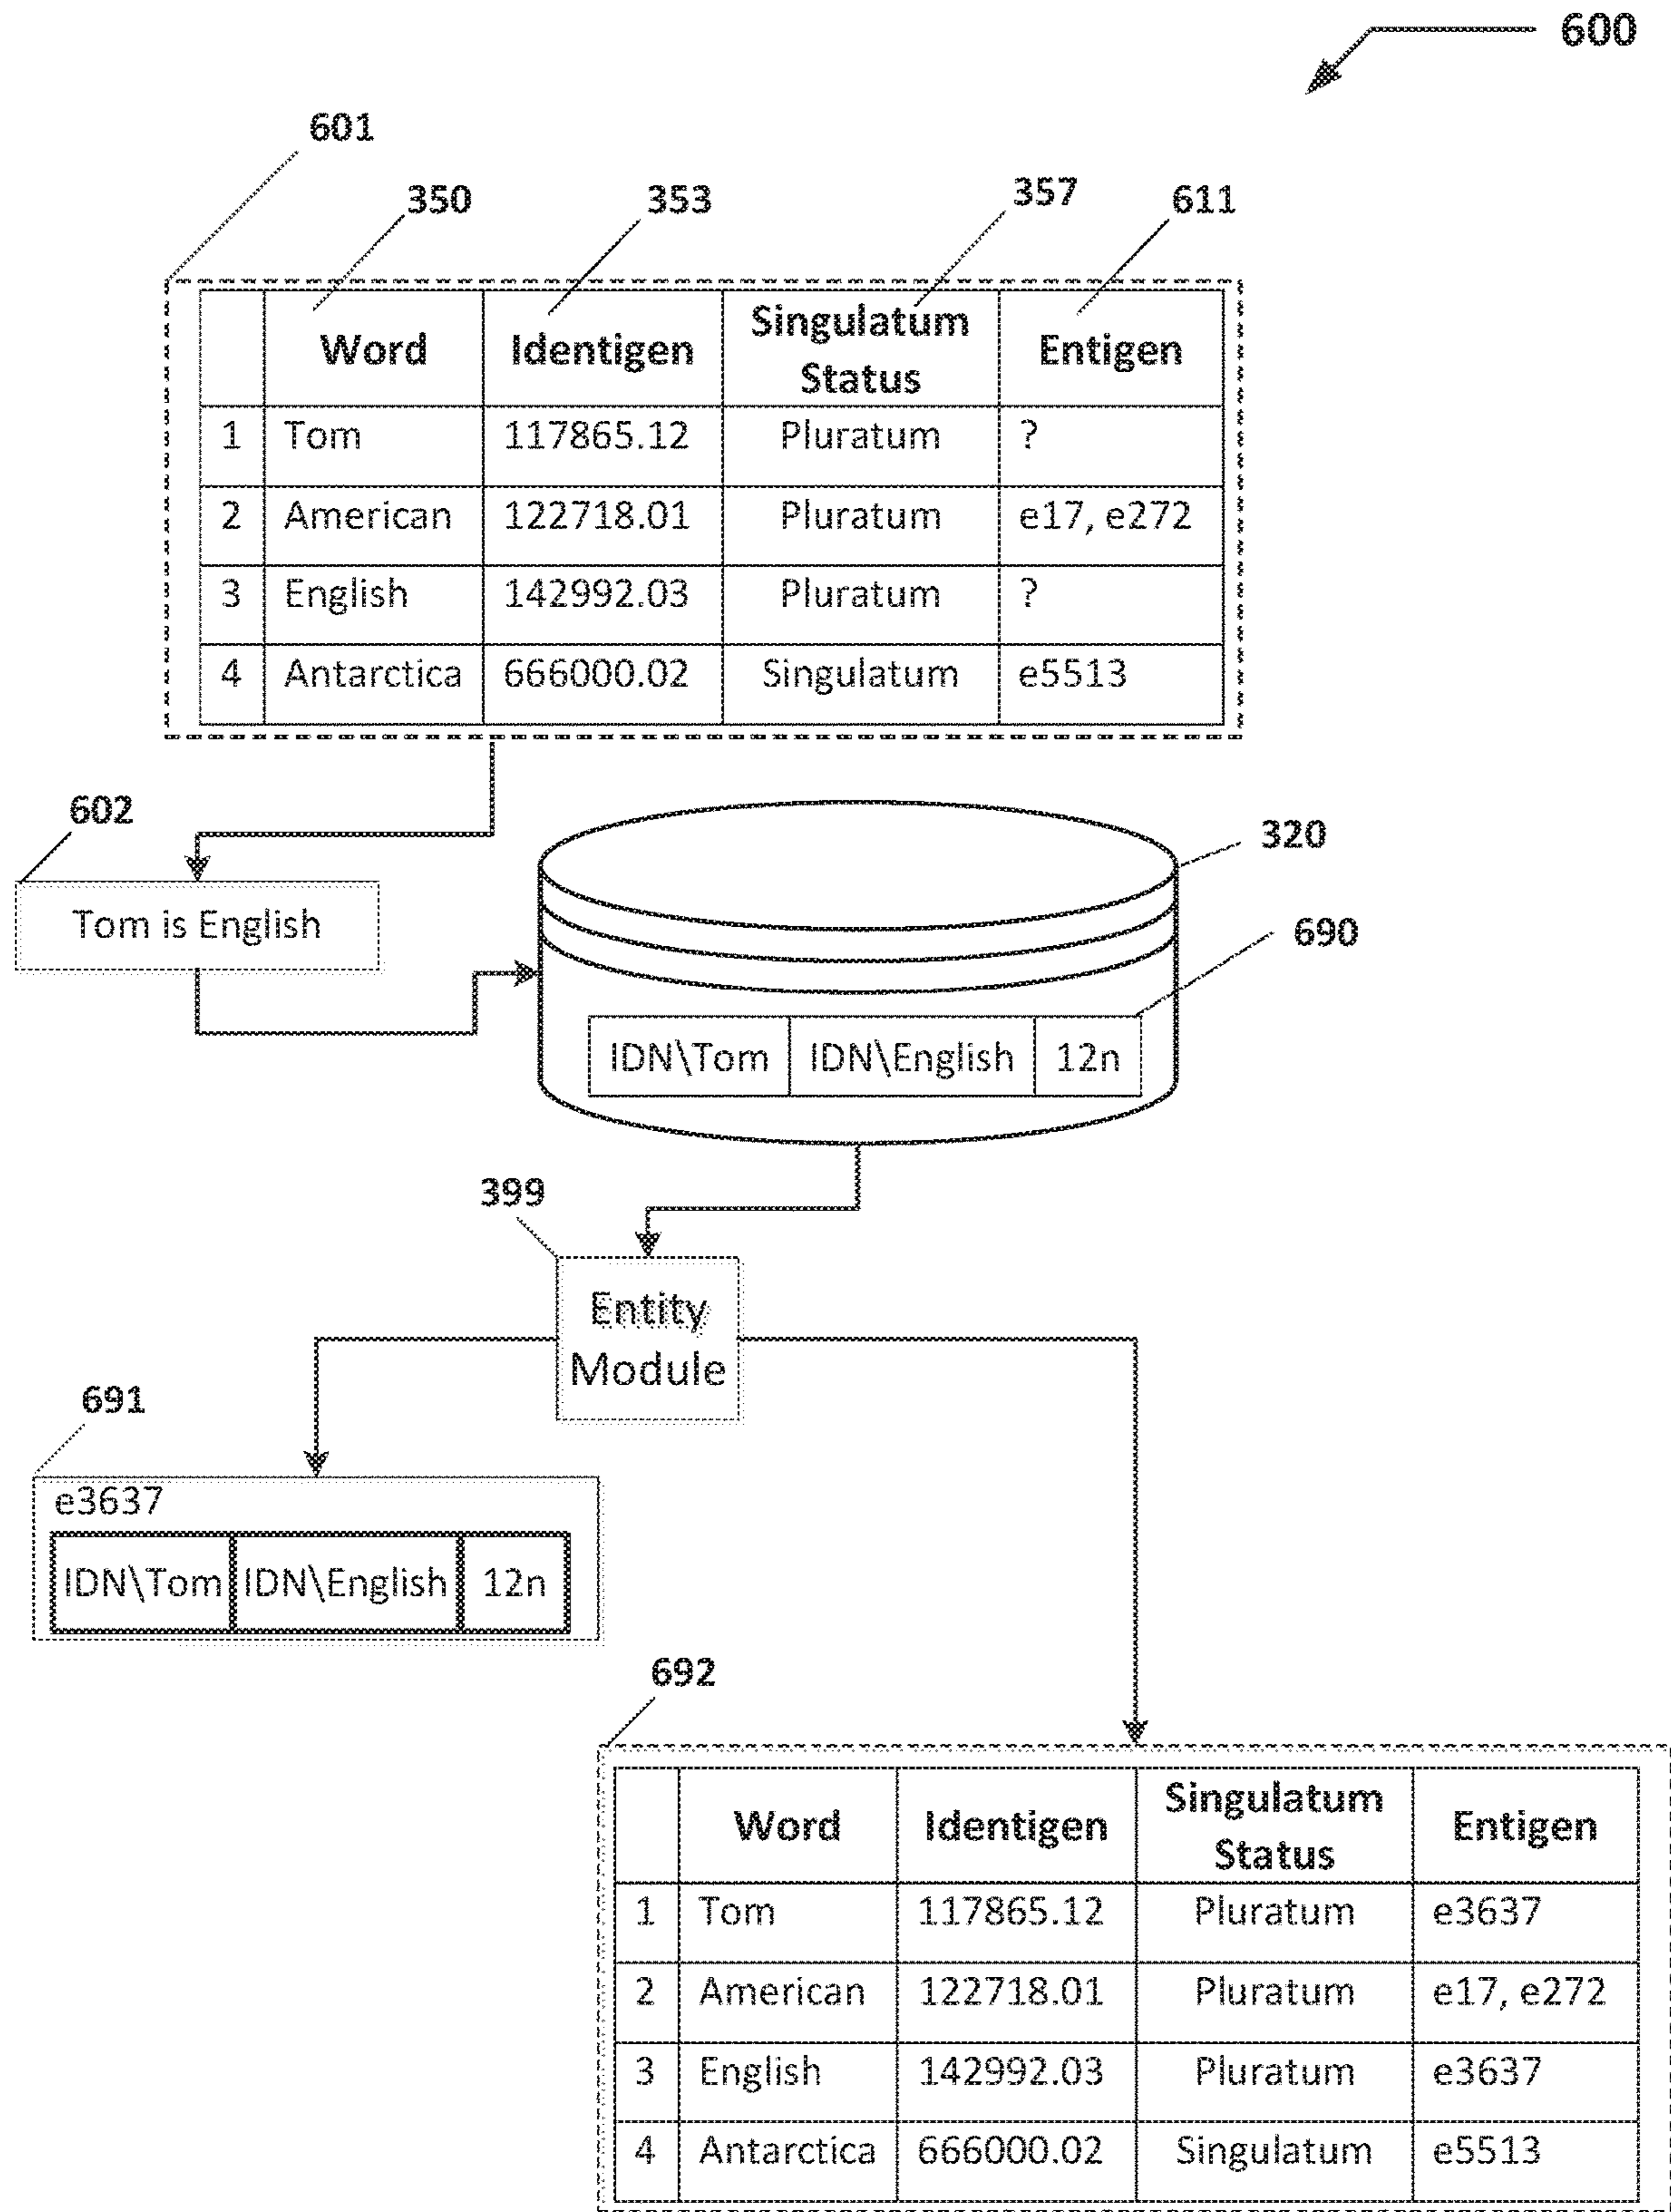 600
601
350 353 357 611
Word Identigen Singulatum Status Entigen
1 Tom 117865.12 Pluratum ?
2 American 122718.01 Pluratum e17, e272
3 English 142992.03 Pluratum ?
4 Antarctica 666000.02 Singulatum e5513
602
Tom is English
320
690
IDN\Tom IDN\English 12n
399
Entity
Module
691
e3637
IDN\Tom IDN\English 12n
692
Word Identigen Singulatum Status Entigen
1 Tom 117865.12 Pluratum e3637
2 American 122718.01 Pluratum e17, e272
3 English 142992.03 Pluratum e3637
4 Antarctica 666000.02 Singulatum e5513